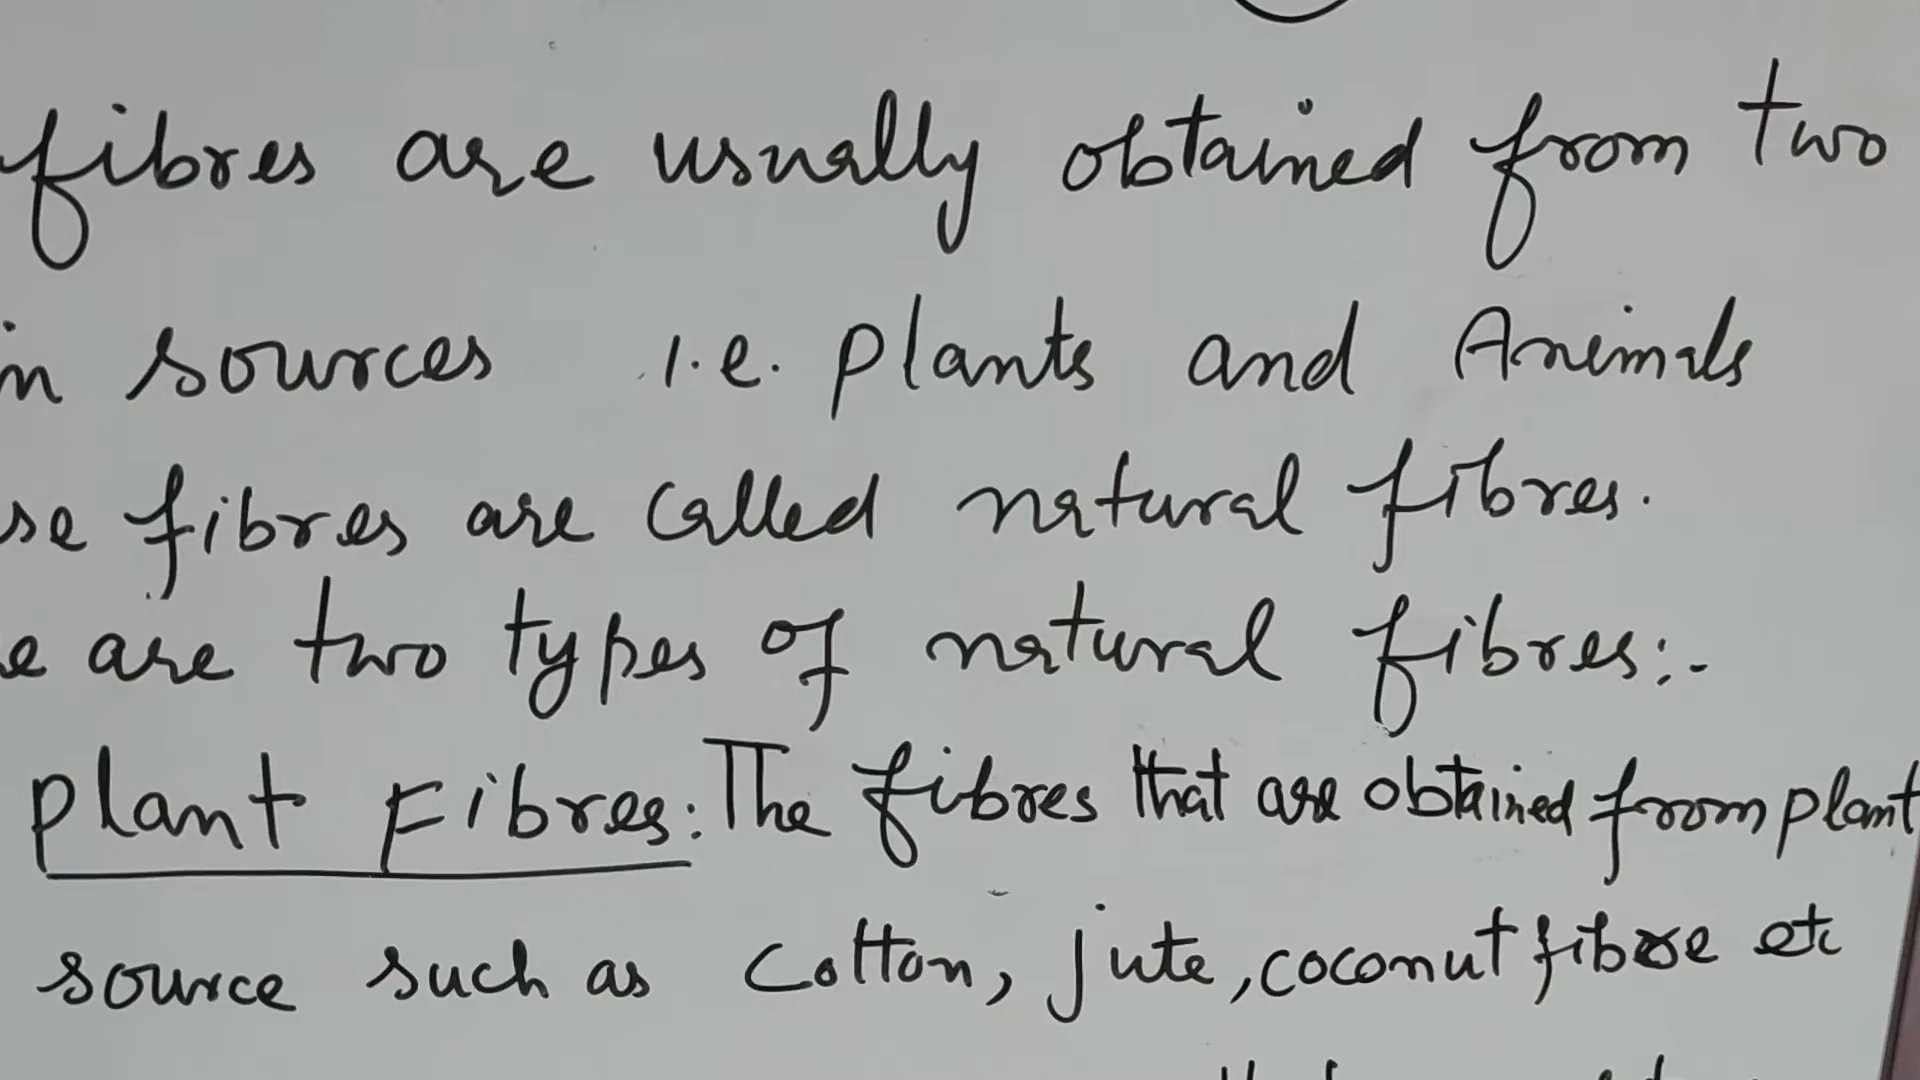 fibres are usually obtained from two
in sources i.e. plants and Animals
se fibres are called natural fibres.
e are two types of natural fibres:-
plant Fibres: The fibres that are obtained from plant
source such as cotton, jute, coconut fibre etc